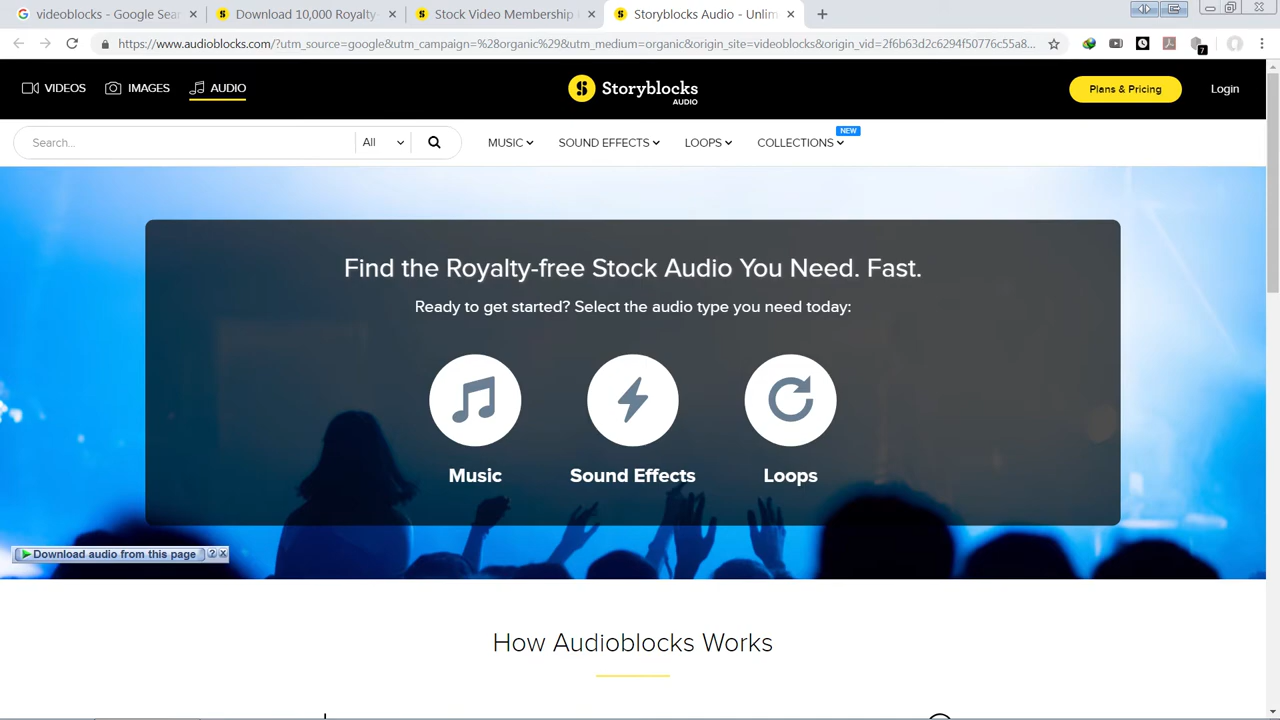 videoblocks - Google Sear
Download 10,000 Royalty-
Stock Video Membership
Storyblocks Audio - Unlim
https://www.audioblocks.com/?utm_source=google&utm_campaign=%28organic%29&utm_medium=organic&origin_site=videoblocks&origin_vid=2f6b63d2c6294f50776c55a8...
7
VIDEOS
IMAGES
AUDIO
Storyblocks
AUDIO
Plans & Pricing
Login
Search...
All
MUSIC
SOUND EFFECTS
LOOPS
COLLECTIONS
NEW
Find the Royalty-free Stock Audio You Need. Fast.
Ready to get started? Select the audio type you need today:
Music
Sound Effects
Loops
Download audio from this page
?
How Audioblocks Works